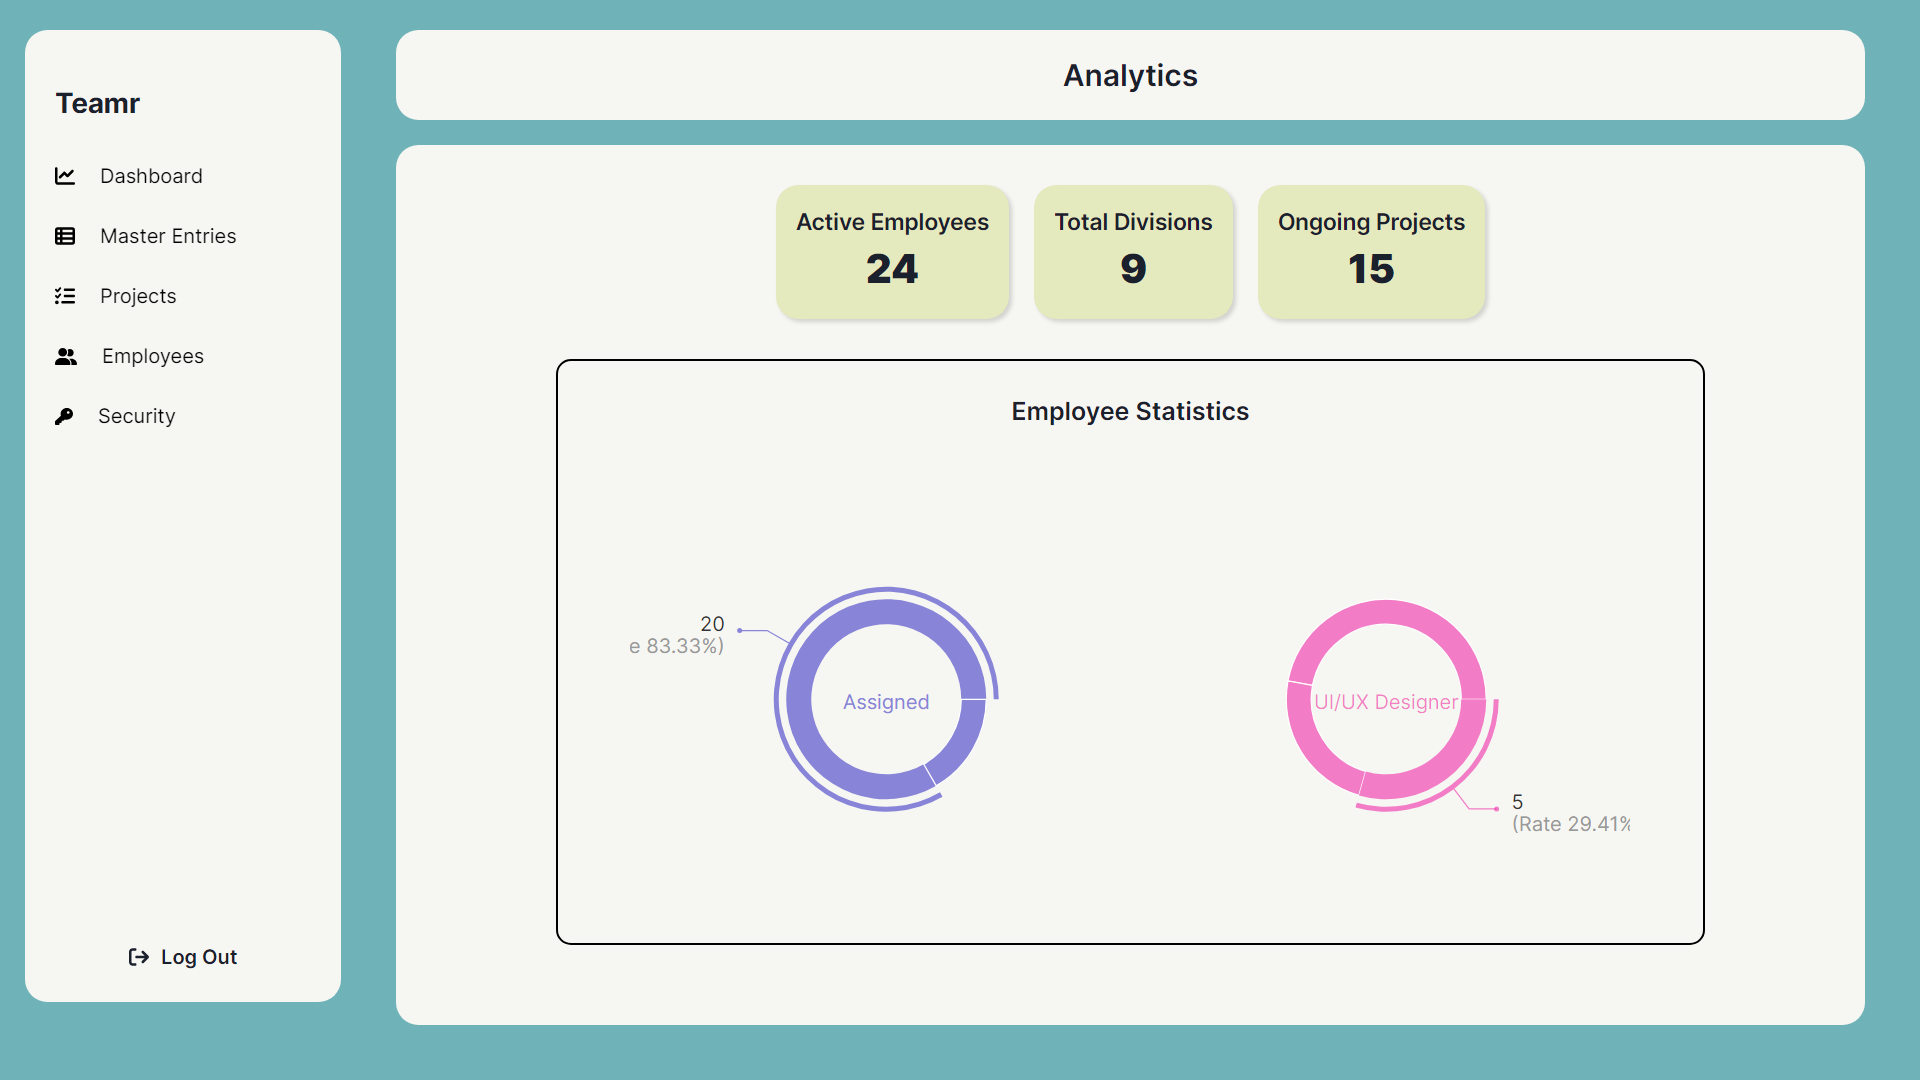 Teamr
Dashboard
Master Entries
Projects
Employees
Security
Log Out
Analytics
Active Employees
24
Total Divisions
9
Ongoing Projects
15
Employee Statistics
20
e 83.33%)
Assigned
UI/UX Designer
5
(Rate 29.41%